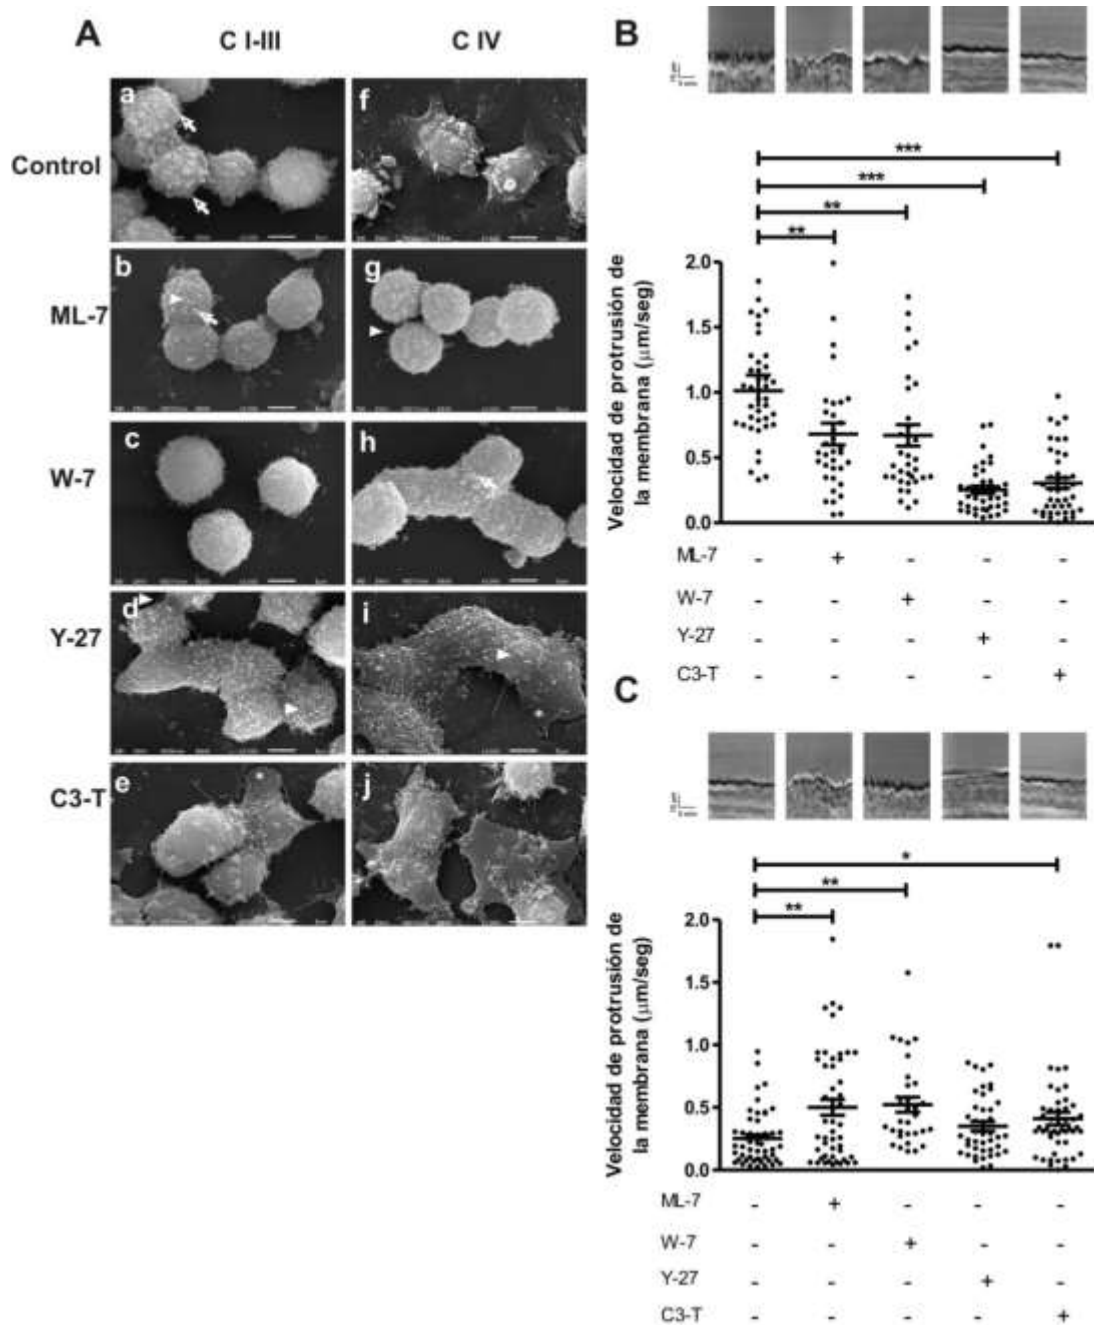 A
C I-III
C IV
Control
ML-7
W-7
Y-27
C3-T
a
f
b
g
c
h
d
i
e
j
B
***
***
**
**
Velocidad de protrusión de
la membrana (μm/seg)
2.0
1.5
1.0
0.5
0.0
ML-7 - + - - -
W-7 - - + - -
Y-27 - - - + -
C3-T - - - - +
C
*
**
**
Velocidad de protrusión de
la membrana (μm/seg)
2.0
1.5
1.0
0.5
0.0
ML-7 - + - - -
W-7 - - + - -
Y-27 - - - + -
C3-T - - - - +